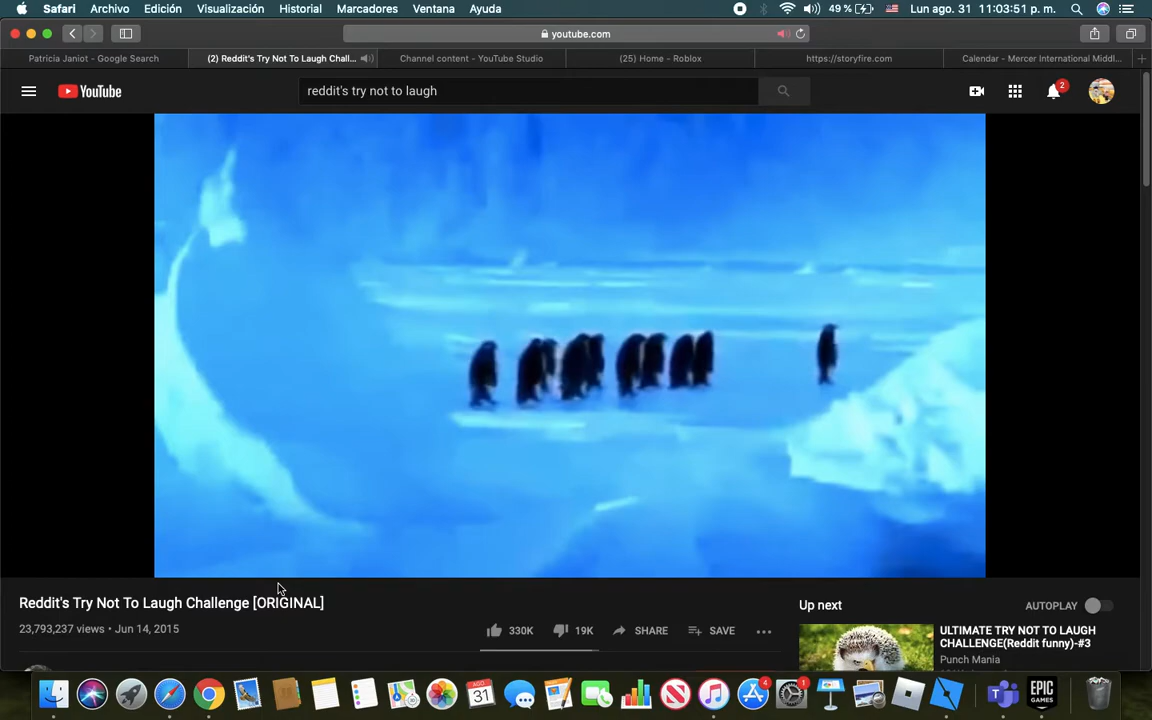 Safari Archivo Edición Visualización Historial Marcadores Ventana Ayuda 49 % Lun ago. 31 11:03:51 p. m.
youtube.com
Patricia Janiot - Google Search (2) Reddit's Try Not To Laugh Chall... Channel content - YouTube Studio (25) Home - Roblox https://storyfire.com Calendar - Mercer International Middl...
YouTube reddit's try not to laugh 2
Reddit's Try Not To Laugh Challenge [ORIGINAL]
23,793,237 views • Jun 14, 2015
330K 19K SHARE SAVE
Up next AUTOPLAY
ULTIMATE TRY NOT TO LAUGH
CHALLENGE(Reddit funny)-#3
Punch Mania
AGO. 31 4 1 EPIC GAMES